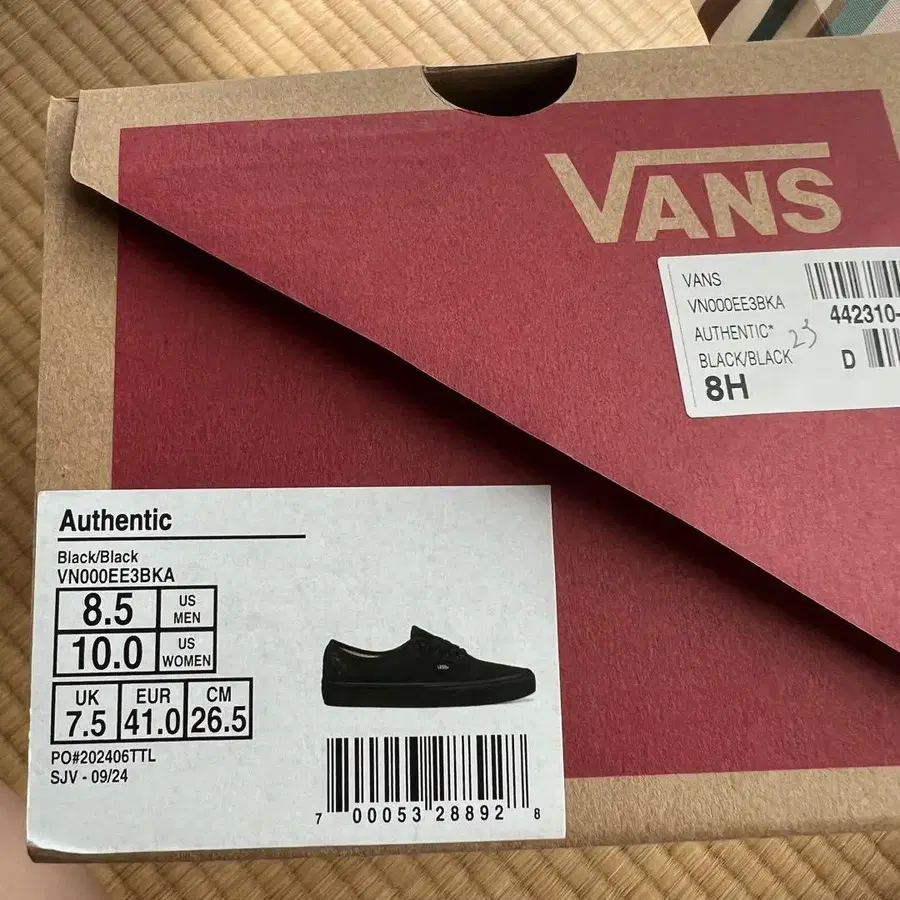 VANS
VANS
VN000EE3BKA
AUTHENTIC*
BLACK/BLACK
8H
23
442310-
D
Authentic
Black/Black
VN000EE3BKA
8.5 US MEN
10.0 US WOMEN
UK EUR CM
7.5 41.0 26.5
PO#202406TTL
SJV - 09/24
7 00053 28892 8